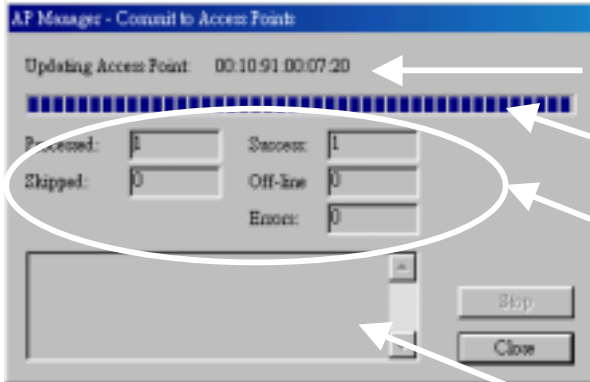 AP Manager - Commit to Access Points
Updating Access Point: 00:10:91:00:07:20
Processed: 1 Success: 1
Skipped: 0 Off-line 0
Errors: 0
Stop
Close